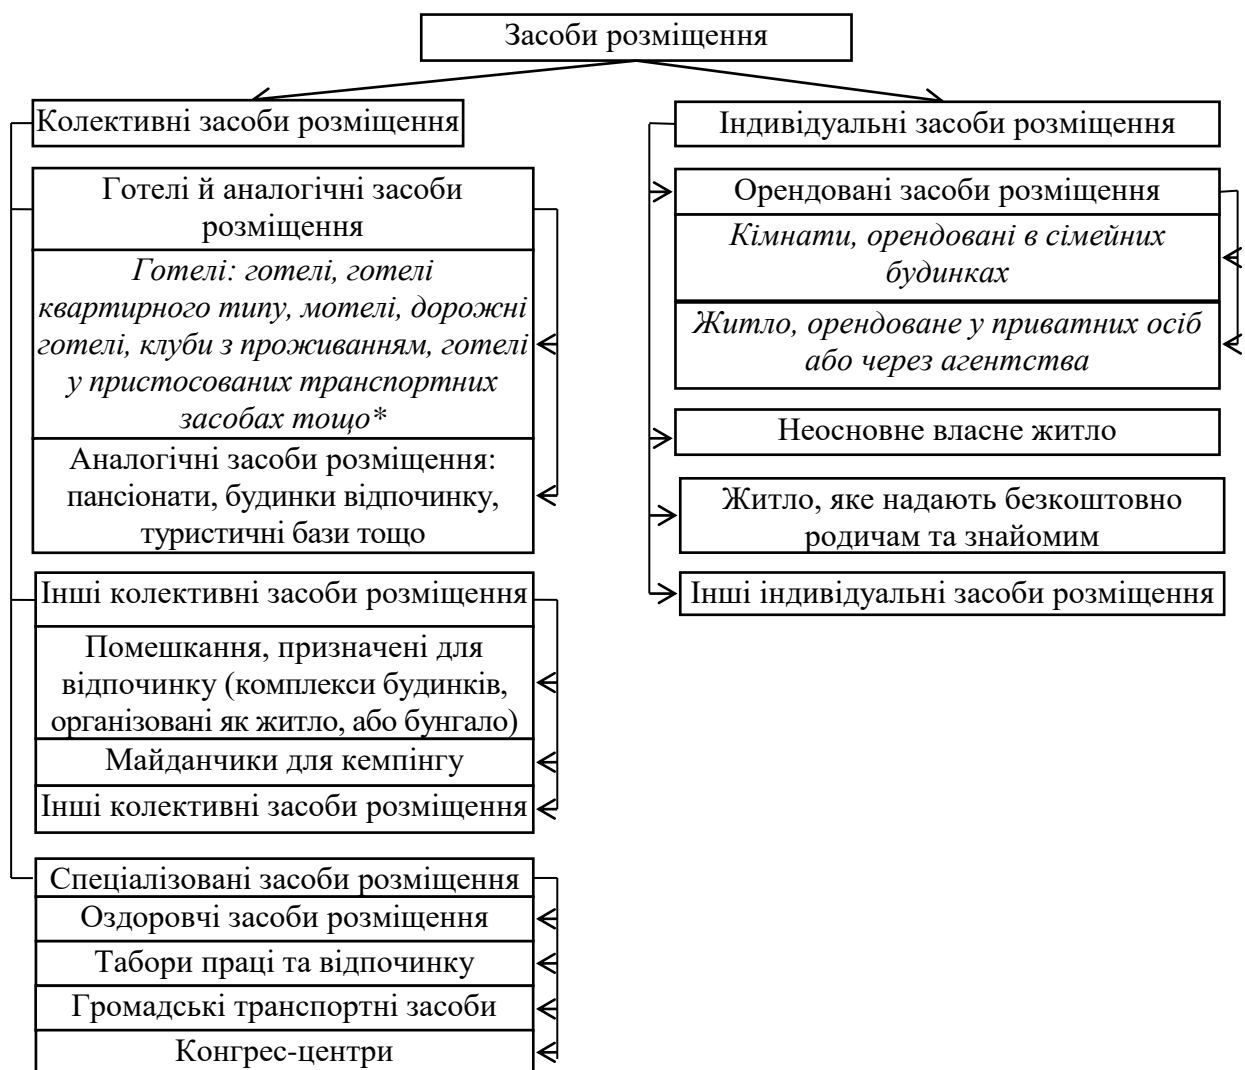 Засоби розміщення
Колективні засоби розміщення
Готелі й аналогічні засоби
розміщення
Готелі: готелі, готелі
квартирного типу, мотелі, дорожні
готелі, клуби з проживанням, готелі
у пристосованих транспортних
засобах тощо*
Аналогічні засоби розміщення:
пансіонати, будинки відпочинку,
туристичні бази тощо
Інші колективні засоби розміщення
Помешкання, призначені для
відпочинку (комплекси будинків,
організовані як житло, або бунгало)
Майданчики для кемпінгу
Інші колективні засоби розміщення
Спеціалізовані засоби розміщення
Оздоровчі засоби розміщення
Табори праці та відпочинку
Громадські транспортні засоби
Конгрес-центри
Індивідуальні засоби розміщення
Орендовані засоби розміщення
Кімнати, орендовані в сімейних
будинках
Житло, орендоване у приватних осіб
або через агентства
Неосновне власне житло
Житло, яке надають безкоштовно
родичам та знайомим
Інші індивідуальні засоби розміщення